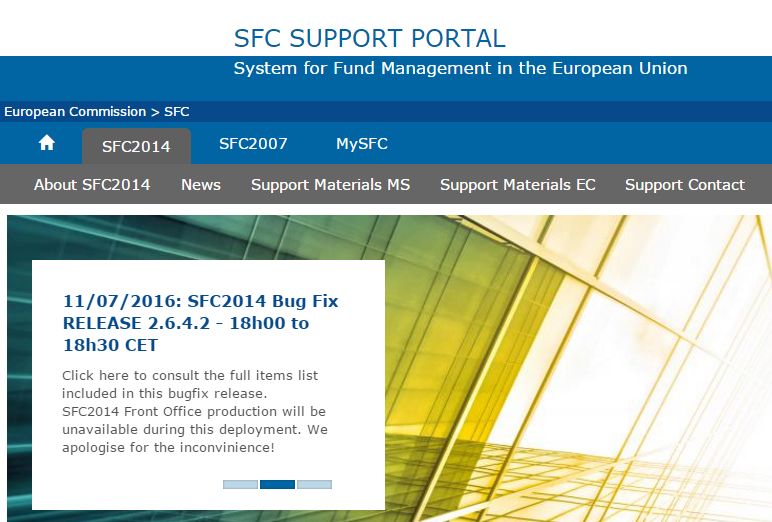 SFC SUPPORT PORTAL
System for Fund Management in the European Union
European Commission > SFC
SFC2014 SFC2007 MySFC
About SFC2014 News Support Materials MS Support Materials EC Support Contact
11/07/2016: SFC2014 Bug Fix
RELEASE 2.6.4.2 - 18h00 to
18h30 CET
Click here to consult the full items list
included in this bugfix release.
SFC2014 Front Office production will be
unavailable during this deployment. We
apologise for the inconvinience!